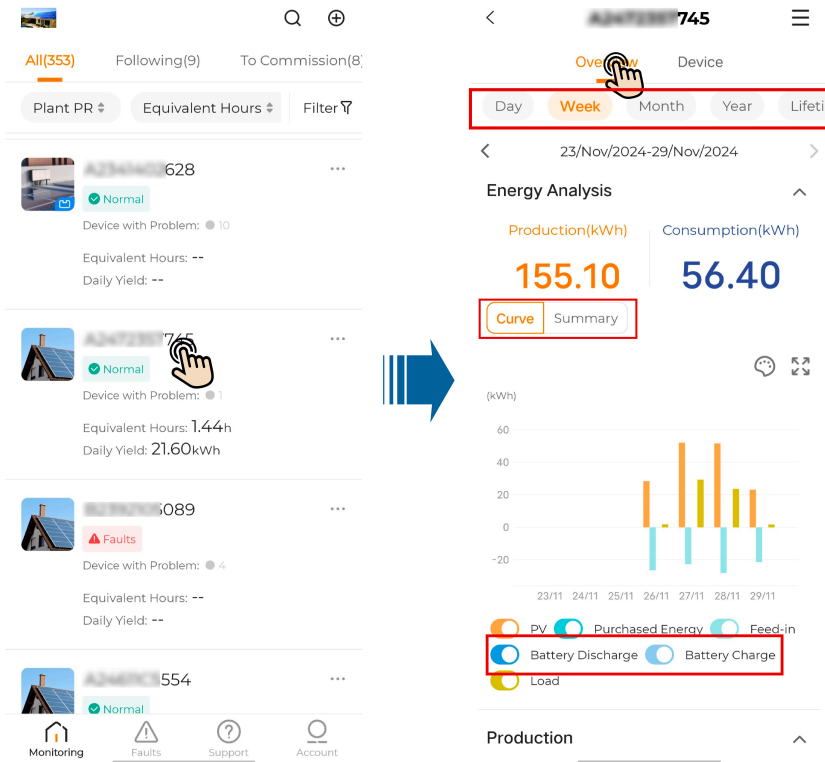 All(353) Following(9) To Commission(8)
Plant PR Equivalent Hours Filter
628
Normal
Device with Problem: 10
Equivalent Hours: --
Daily Yield: --
745
Normal
Device with Problem: 1
Equivalent Hours: 1.44h
Daily Yield: 21.60kWh
5089
Faults
Device with Problem: 4
Equivalent Hours: --
Daily Yield: --
554
Normal
Monitoring Faults Support Account
745
Device
Day Week Month Year Lifeti
23/Nov/2024-29/Nov/2024
Energy Analysis
Production(kWh) Consumption(kWh)
155.10 56.40
Curve Summary
(kWh)
60
40
20
0
-20
23/11 24/11 25/11 26/11 27/11 28/11 29/11
PV Purchased Energy Feed-in
Battery Discharge Battery Charge
Load
Production